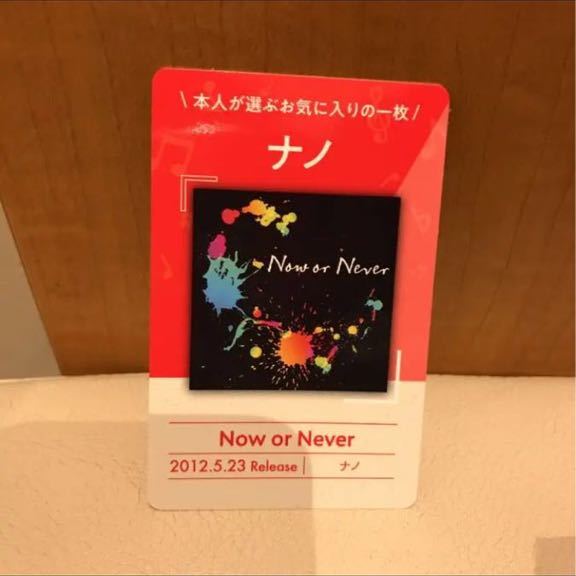 \ 本人が選ぶお気に入りの一枚 /
ナノ
Now or Never
Now or Never
2012.5.23 Release | ナノ